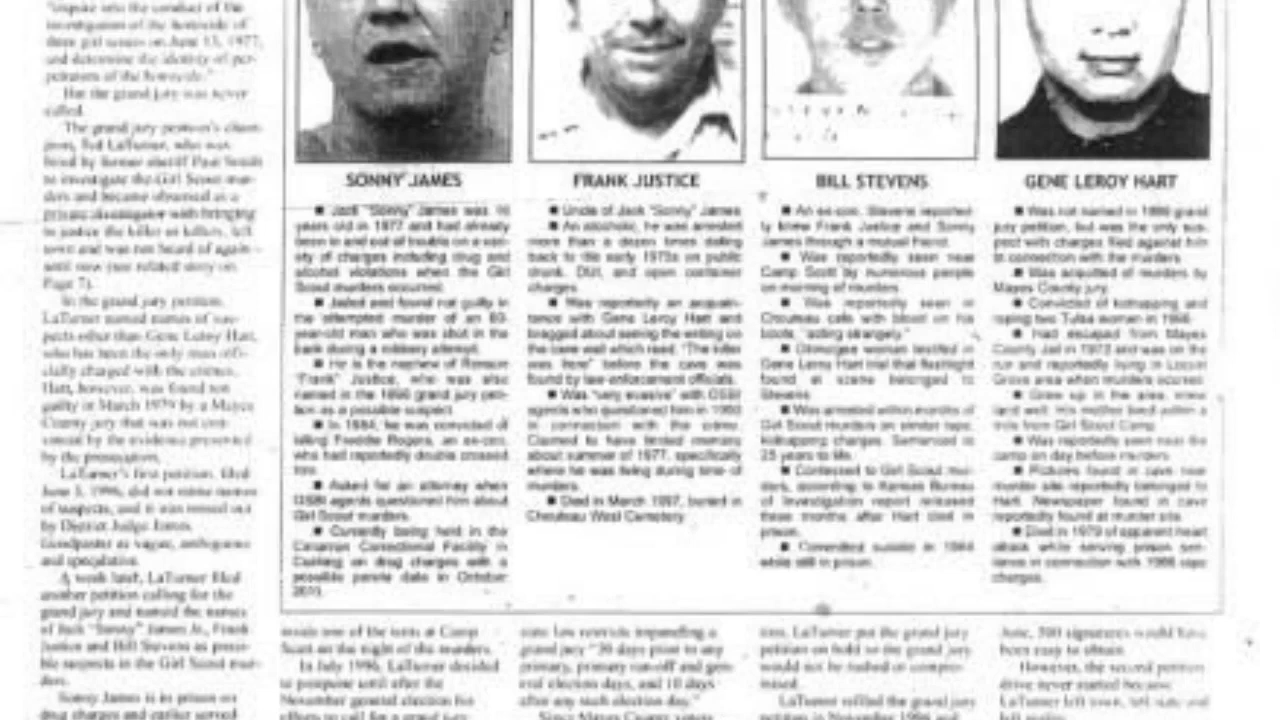 "inquire into the conduct of the
investigation of the homicide of
three girl scouts on June 13, 1977,
and determine the identity of per-
petrators of the homicide."
But the grand jury was never
called.
The grand jury petition's
Ted LaTurner, who was
hired by former sheriff Paul Smith
to investigate the Girl Scout mur-
ders and became obsessed as a
private investigator with bringing
to justice the killer or killers, left
town and was not heard of again –
until now (see related story on
Page 7).
In the grand jury petition,
LaTurner named names of sus-
pects other than Gene Leroy Hart,
who has been the only man offi-
cially charged with the crimes.
Hart, however, was found not
guilty in March 1979 by a Mayes
County jury that was not con-
vinced by the evidence presented
by the prosecution.
LaTurner's first petition, filed
June 5, 1996, did not name names
of suspects, and it was tossed out
by District Judge James
Goodpaster as vague, ambiguous
and speculative.
A week later, LaTurner filed
another petition calling for the
grand jury and named the names
of Jack "Sonny" James Jr., Frank
Justice and Bill Stevens as possi-
ble suspects in the Girl Scout mur-
ders.
Sonny James is in prison on
drug charges and earlier served
SONNY JAMES
■ Jack "Sonny" James was 16
years old in 1977 and had already
been in and out of trouble on a vari-
ety of charges including drug and
alcohol violations when the Girl
Scout murders occurred.
■ Jailed and found not guilty in
the attempted murder of an
year-old man who was shot in the
bank during a robbery attempt.
■ He is the nephew of Ransom
"Frank" Justice, who was also
named in the 1996 grand jury peti-
tion as a possible suspect.
■ In 1984, he was convicted of
killing Freddie Rogers, an ex-con,
who had reportedly double crossed
him.
■ Asked for an attorney when
OSBI agents questioned him about
Girl Scout murders.
■ Currently being held in the
Cimarron Correctional Facility in
Cushing on drug charges with a
possible parole date in October
2011.
FRANK JUSTICE
■ Uncle of Jack "Sonny" James
■ An alcoholic, he was arrested
more than a dozen times dating
back to the early 1970s on public
drunk, DUI, and open container
charges.
■ Was reportedly an acquain-
tance with Gene Leroy Hart and
bragged about seeing the writing on
the cave wall which read, "The killer
was here" before the cave was
found by law enforcement officials.
■ Was "very evasive" with OSBI
agents who questioned him in
in connection with the crime.
Claimed to have limited memory
about summer of 1977, specifically
where he was living during time of
murders.
■ Died in March 1997, buried in
Chouteau West Cemetery.
BILL STEVENS
■ An ex-con, Stevens reported-
ly knew Frank Justice and Sonny
James through a mutual friend.
■ Was reportedly seen near
Camp Scott by numerous people
on morning of murders.
■ Was reportedly seen in
Chouteau cafe with blood on his
boots, "acting strangely."
■ Okmulgee woman testified in
Gene Leroy Hart trial that flashlight
found at scene belonged to
Stevens.
■ Was arrested within months of
Girl Scout murders on similar rape,
kidnapping charges. Sentenced to
25 years to life.
■ Confessed to Girl Scout mur-
ders, according to Kansas Bureau
of Investigation report released
three months after Hart died in
prison.
■ Committed suicide in 1984
while still in prison.
GENE LEROY HART
■ Was not named in 1996 grand
jury petition, but was the only sus-
pect with charges filed against him
in connection with the murders.
■ Was acquitted of murders by
Mayes County jury.
■ Convicted of kidnapping and
raping two Tulsa women in 1966.
■ Had escaped from Mayes
County Jail in 1973 and was on the
run and reportedly living in Locust
Grove area when murders occurred.
■ Grew up in the area, knew
land well. His mother lived within a
mile from Girl Scout Camp.
■ Was reportedly seen near the
camp on day before murders.
■ Pictures found in cave near
murder site reportedly belonged to
Hart. Newspaper found in cave
reportedly found at murder site.
■ Died in 1979 of apparent heart
attack while serving prison sen-
tence in connection with 1966 rape
charges.
inside one of the tents at Camp
Scott on the night of the murders.
In July 1996, LaTurner decided
to postpone until after the
November general election his
efforts to call for a grand jury
state law restricts impaneling a
grand jury "30 days prior to any
primary, primary run-off and gen-
eral election days, and 10 days
after any such election day."
Since Mayes County voters
LaTurner put the grand jury
petition on hold so the grand jury
would not be rushed or compro-
mised.
LaTurner refiled the grand jury
petition in November 1996 and
June, 500 signatures would have
been easy to obtain.
However, the second petition
drive never started because
LaTurner left town,